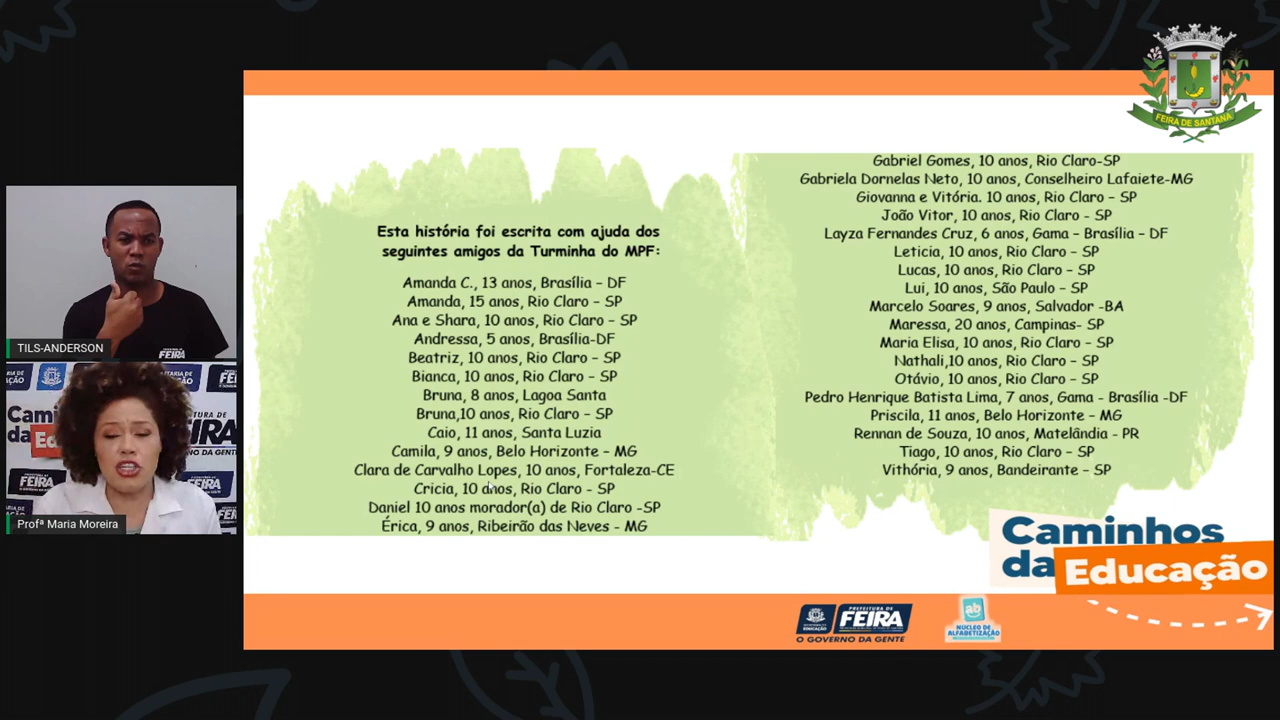 FEIRA DE SANTANA
TILS-ANDERSON
FEIRA
Profª Maria Moreira
Esta história foi escrita com ajuda dos
seguintes amigos da Turminha do MPF:
Amanda C., 13 anos, Brasília - DF
Amanda, 15 anos, Rio Claro - SP
Ana e Shara, 10 anos, Rio Claro - SP
Andressa, 5 anos, Brasília-DF
Beatriz, 10 anos, Rio Claro - SP
Bianca, 10 anos, Rio Claro - SP
Bruna, 8 anos, Lagoa Santa
Bruna,10 anos, Rio Claro - SP
Caio, 11 anos, Santa Luzia
Camila, 9 anos, Belo Horizonte - MG
Clara de Carvalho Lopes, 10 anos, Fortaleza-CE
Cricia, 10 anos, Rio Claro - SP
Daniel 10 anos morador(a) de Rio Claro -SP
Érica, 9 anos, Ribeirão das Neves - MG
Gabriel Gomes, 10 anos, Rio Claro-SP
Gabriela Dornelas Neto, 10 anos, Conselheiro Lafaiete-MG
Giovanna e Vitória. 10 anos, Rio Claro – SP
João Vitor, 10 anos, Rio Claro - SP
Layza Fernandes Cruz, 6 anos, Gama – Brasília – DF
Leticia, 10 anos, Rio Claro - SP
Lucas, 10 anos, Rio Claro - SP
Lui, 10 anos, São Paulo - SP
Marcelo Soares, 9 anos, Salvador -BA
Maressa, 20 anos, Campinas- SP
Maria Elisa, 10 anos, Rio Claro - SP
Nathali,10 anos, Rio Claro - SP
Otávio, 10 anos, Rio Claro - SP
Pedro Henrique Batista Lima, 7 anos, Gama - Brasília -DF
Priscila, 11 anos, Belo Horizonte - MG
Rennan de Souza, 10 anos, Matelândia - PR
Tiago, 10 anos, Rio Claro - SP
Vithória, 9 anos, Bandeirante - SP
Caminhos
da Educação
PREFEITURA DE
FEIRA
EDUCAÇÃO
O GOVERNO DA GENTE
ab
NÚCLEO DE
ALFABETIZAÇÃO